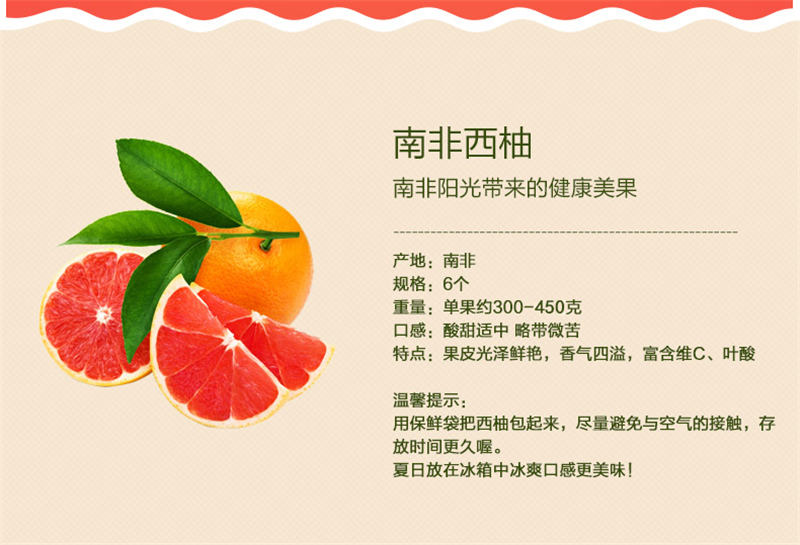 南非西柚
南非阳光带来的健康美果
产地：南非
规格：6个
重量：单果约300-450克
口感：酸甜适中 略带微苦
特点：果皮光泽鲜艳，香气四溢，富含维C、叶酸
温馨提示：
用保鲜袋把西柚包起来，尽量避免与空气的接触，存
放时间更久喔。
夏日放在冰箱中冰爽口感更美味！